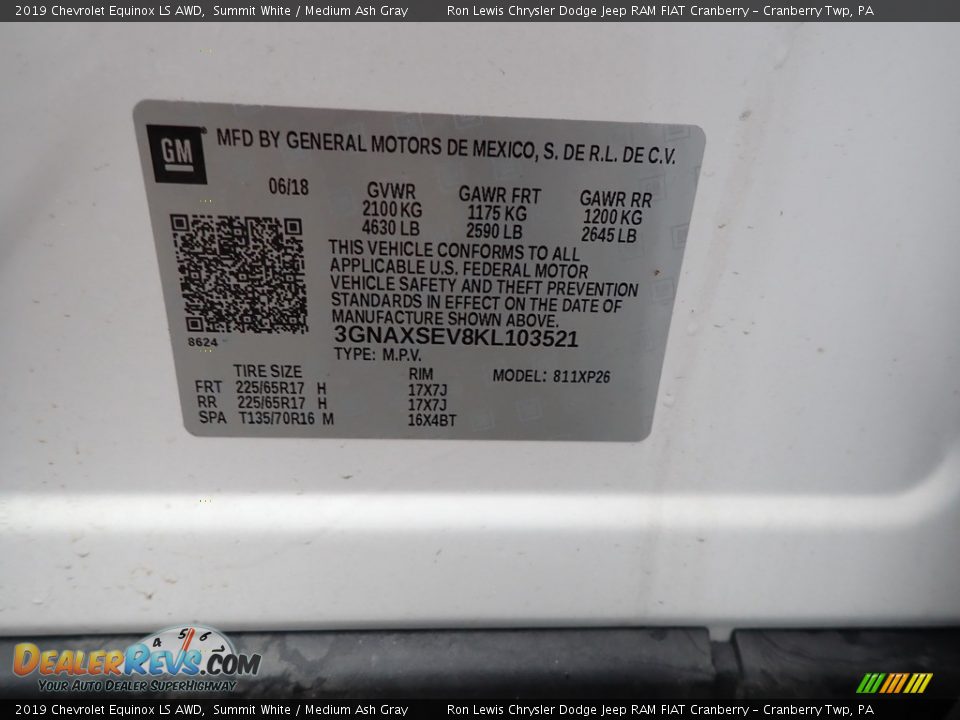 2019 Chevrolet Equinox LS AWD,  Summit White / Medium Ash Gray  Ron Lewis Chrysler Dodge Jeep RAM FIAT Cranberry - Cranberry Twp, PA
GM MFD BY GENERAL MOTORS DE MEXICO, S. DE R.L. DE C.V.
06/18 GVWR GAWR FRT GAWR RR
2100 KG 1175 KG 1200 KG
4630 LB 2590 LB 2645 LB
THIS VEHICLE CONFORMS TO ALL
APPLICABLE U.S. FEDERAL MOTOR
VEHICLE SAFETY AND THEFT PREVENTION
STANDARDS IN EFFECT ON THE DATE OF
MANUFACTURE SHOWN ABOVE.
8624 3GNAXSEV8KL103521
TYPE: M.P.V.
TIRE SIZE RIM MODEL: 811XP26
FRT 225/65R17 H 17X7J
RR 225/65R17 H 17X7J
SPA T135/70R16 M 16X4BT
4 5 6 7
DealerRevs.com
Your Auto Dealer SuperHighway
2019 Chevrolet Equinox LS AWD,  Summit White / Medium Ash Gray  Ron Lewis Chrysler Dodge Jeep RAM FIAT Cranberry - Cranberry Twp, PA